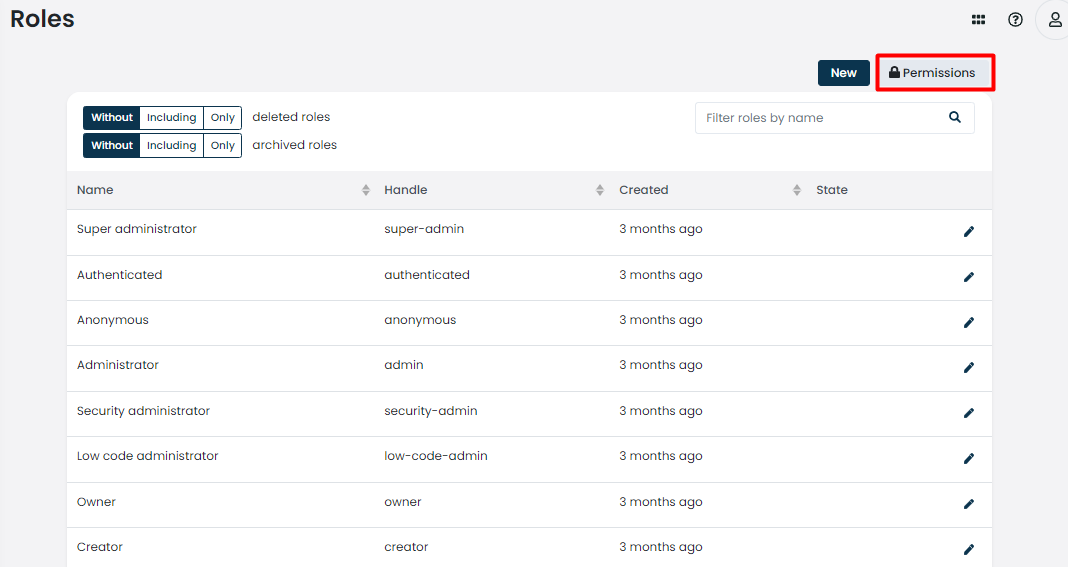 Roles
New Permissions
Without Including Only deleted roles
Filter roles by name
Without Including Only archived roles
Name Handle Created State
Super administrator super-admin 3 months ago
Authenticated authenticated 3 months ago
Anonymous anonymous 3 months ago
Administrator admin 3 months ago
Security administrator security-admin 3 months ago
Low code administrator low-code-admin 3 months ago
Owner owner 3 months ago
Creator creator 3 months ago